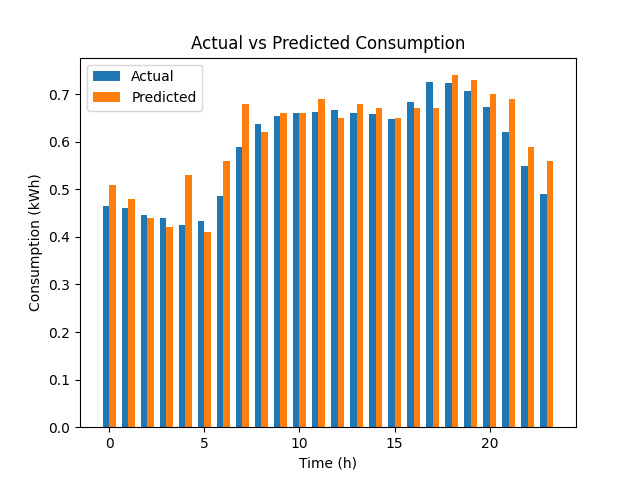 Actual vs Predicted Consumption
Actual
Predicted
0.7
0.6
0.5
0.4
0.3
0.2
0.1
0.0
Consumption (kWh)
0 5 10 15 20
Time (h)